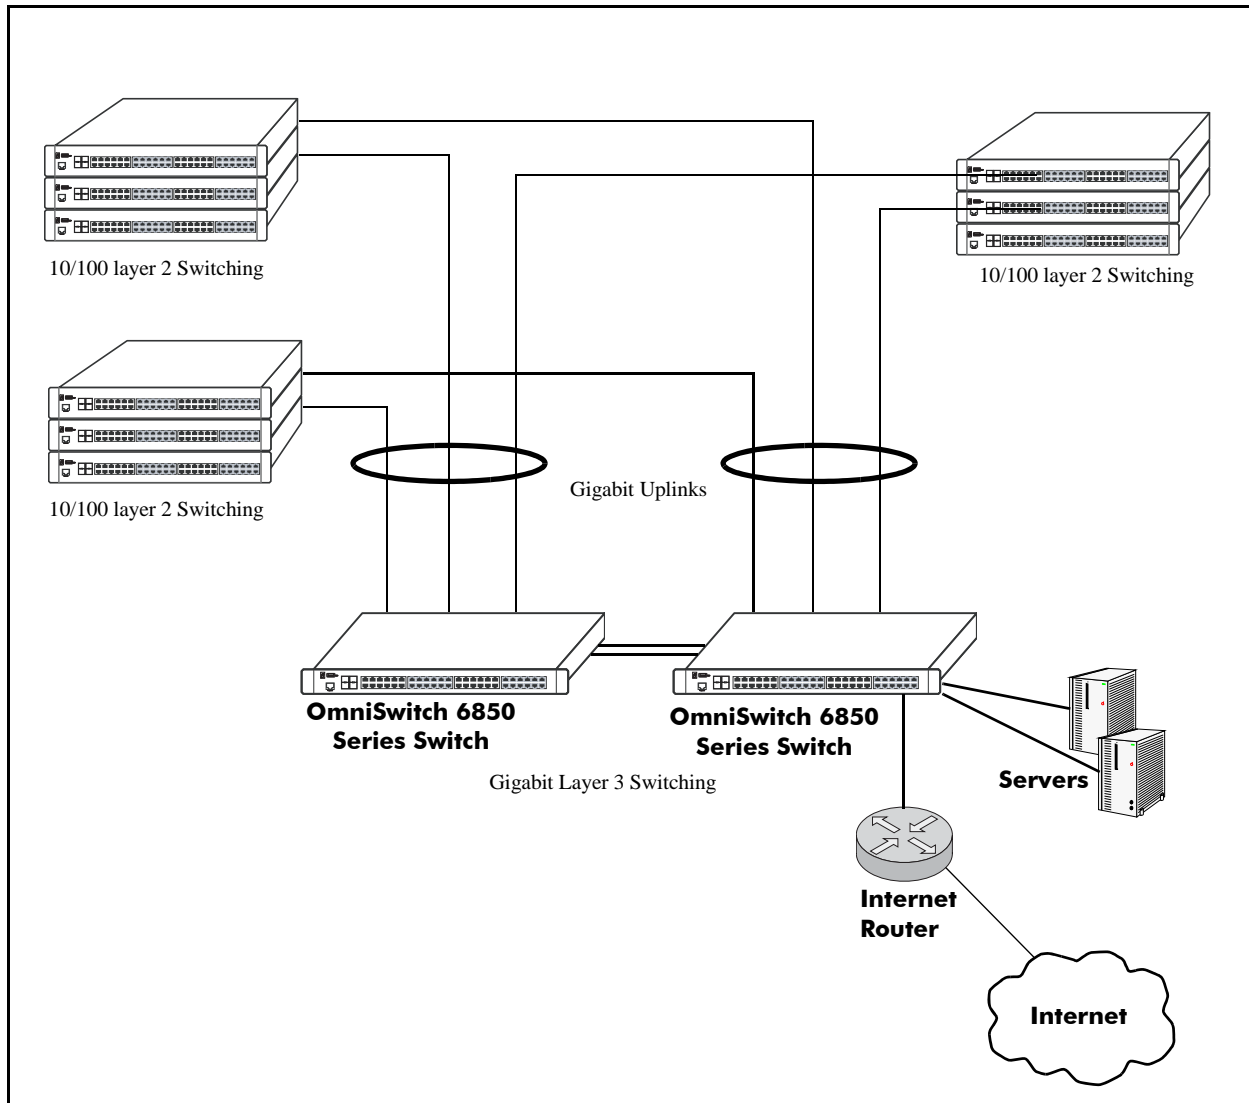 10/100 layer 2 Switching
10/100 layer 2 Switching
10/100 layer 2 Switching
Gigabit Uplinks
OmniSwitch 6850
Series Switch
OmniSwitch 6850
Series Switch
Gigabit Layer 3 Switching
Servers
Internet
Router
Internet